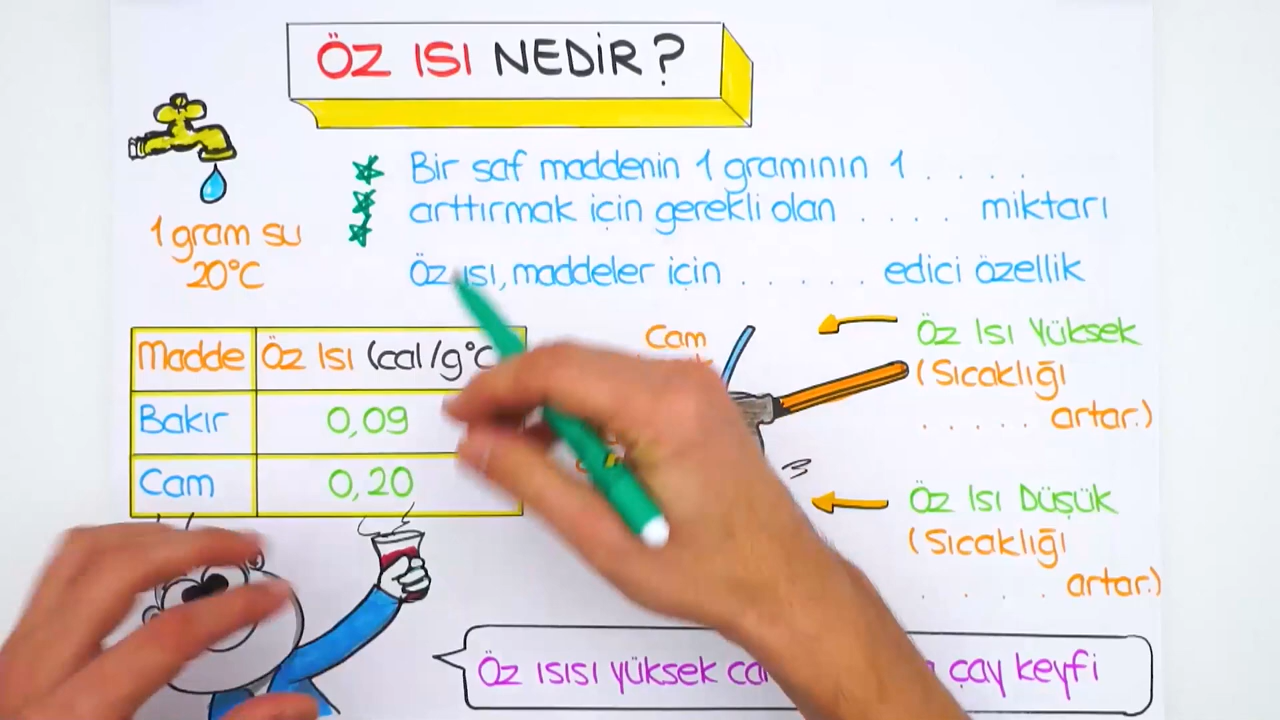 ÖZ ISI NEDİR?
Bir saf maddenin 1 gramının 1 . . . .
arttırmak için gerekli olan . . . . miktarı
Öz ısı, maddeler için . . . . . edici özellik
1 gram su
20°C
Madde Öz Isı (cal/g°C
Bakır 0,09
Cam 0,20
Cam
Öz Isı Yüksek
(Sıcaklığı
. . . . . artar.)
Öz Isı Düşük
(Sıcaklığı
. . . . artar.)
Öz ısısı yüksek çay keyfi